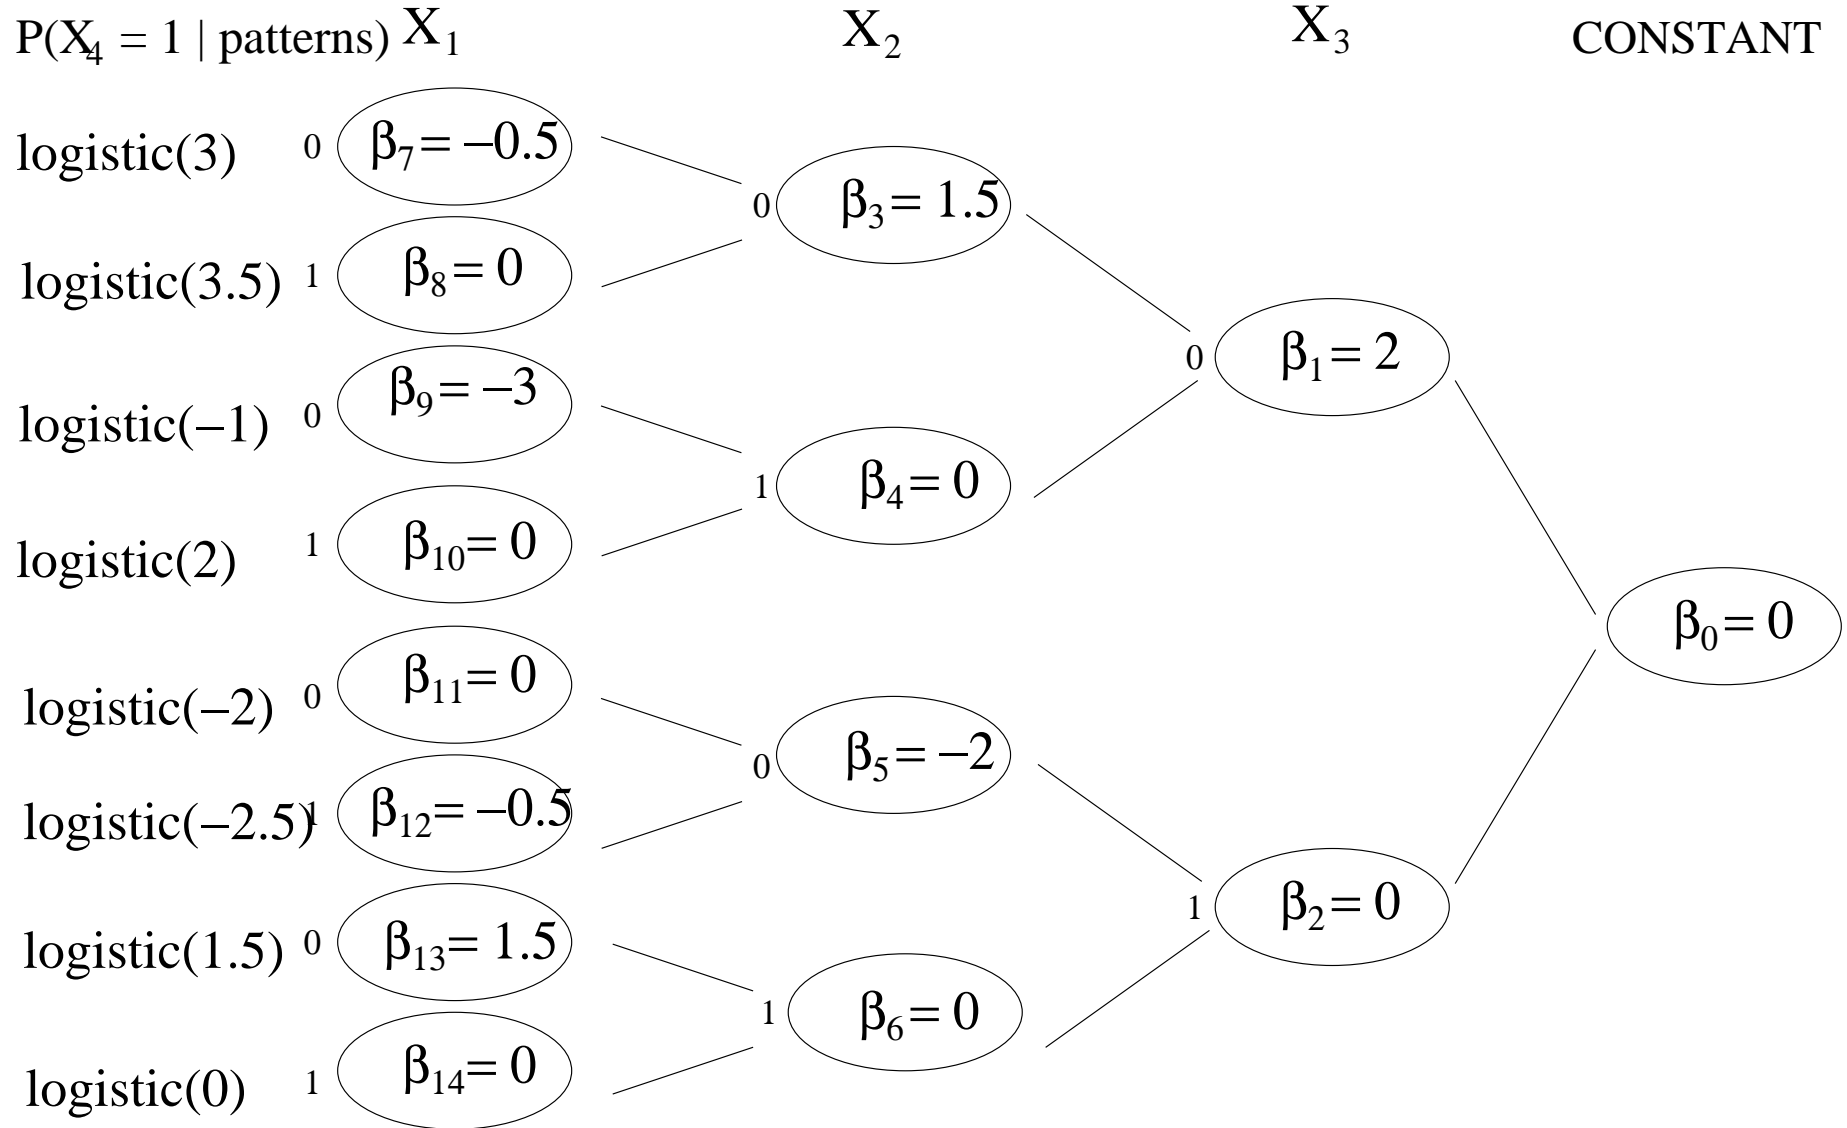 P(X₄ = 1 | patterns) X₁ X₂ X₃ CONSTANT
logistic(3) 0 β₇ = −0.5
0 β₃ = 1.5
logistic(3.5) 1 β₈ = 0
0 β₁ = 2
logistic(−1) 0 β₉ = −3
1 β₄ = 0
logistic(2) 1 β₁₀ = 0
β₀ = 0
logistic(−2) 0 β₁₁ = 0
0 β₅ = −2
logistic(−2.5) 1 β₁₂ = −0.5
1 β₂ = 0
logistic(1.5) 0 β₁₃ = 1.5
1 β₆ = 0
logistic(0) 1 β₁₄ = 0